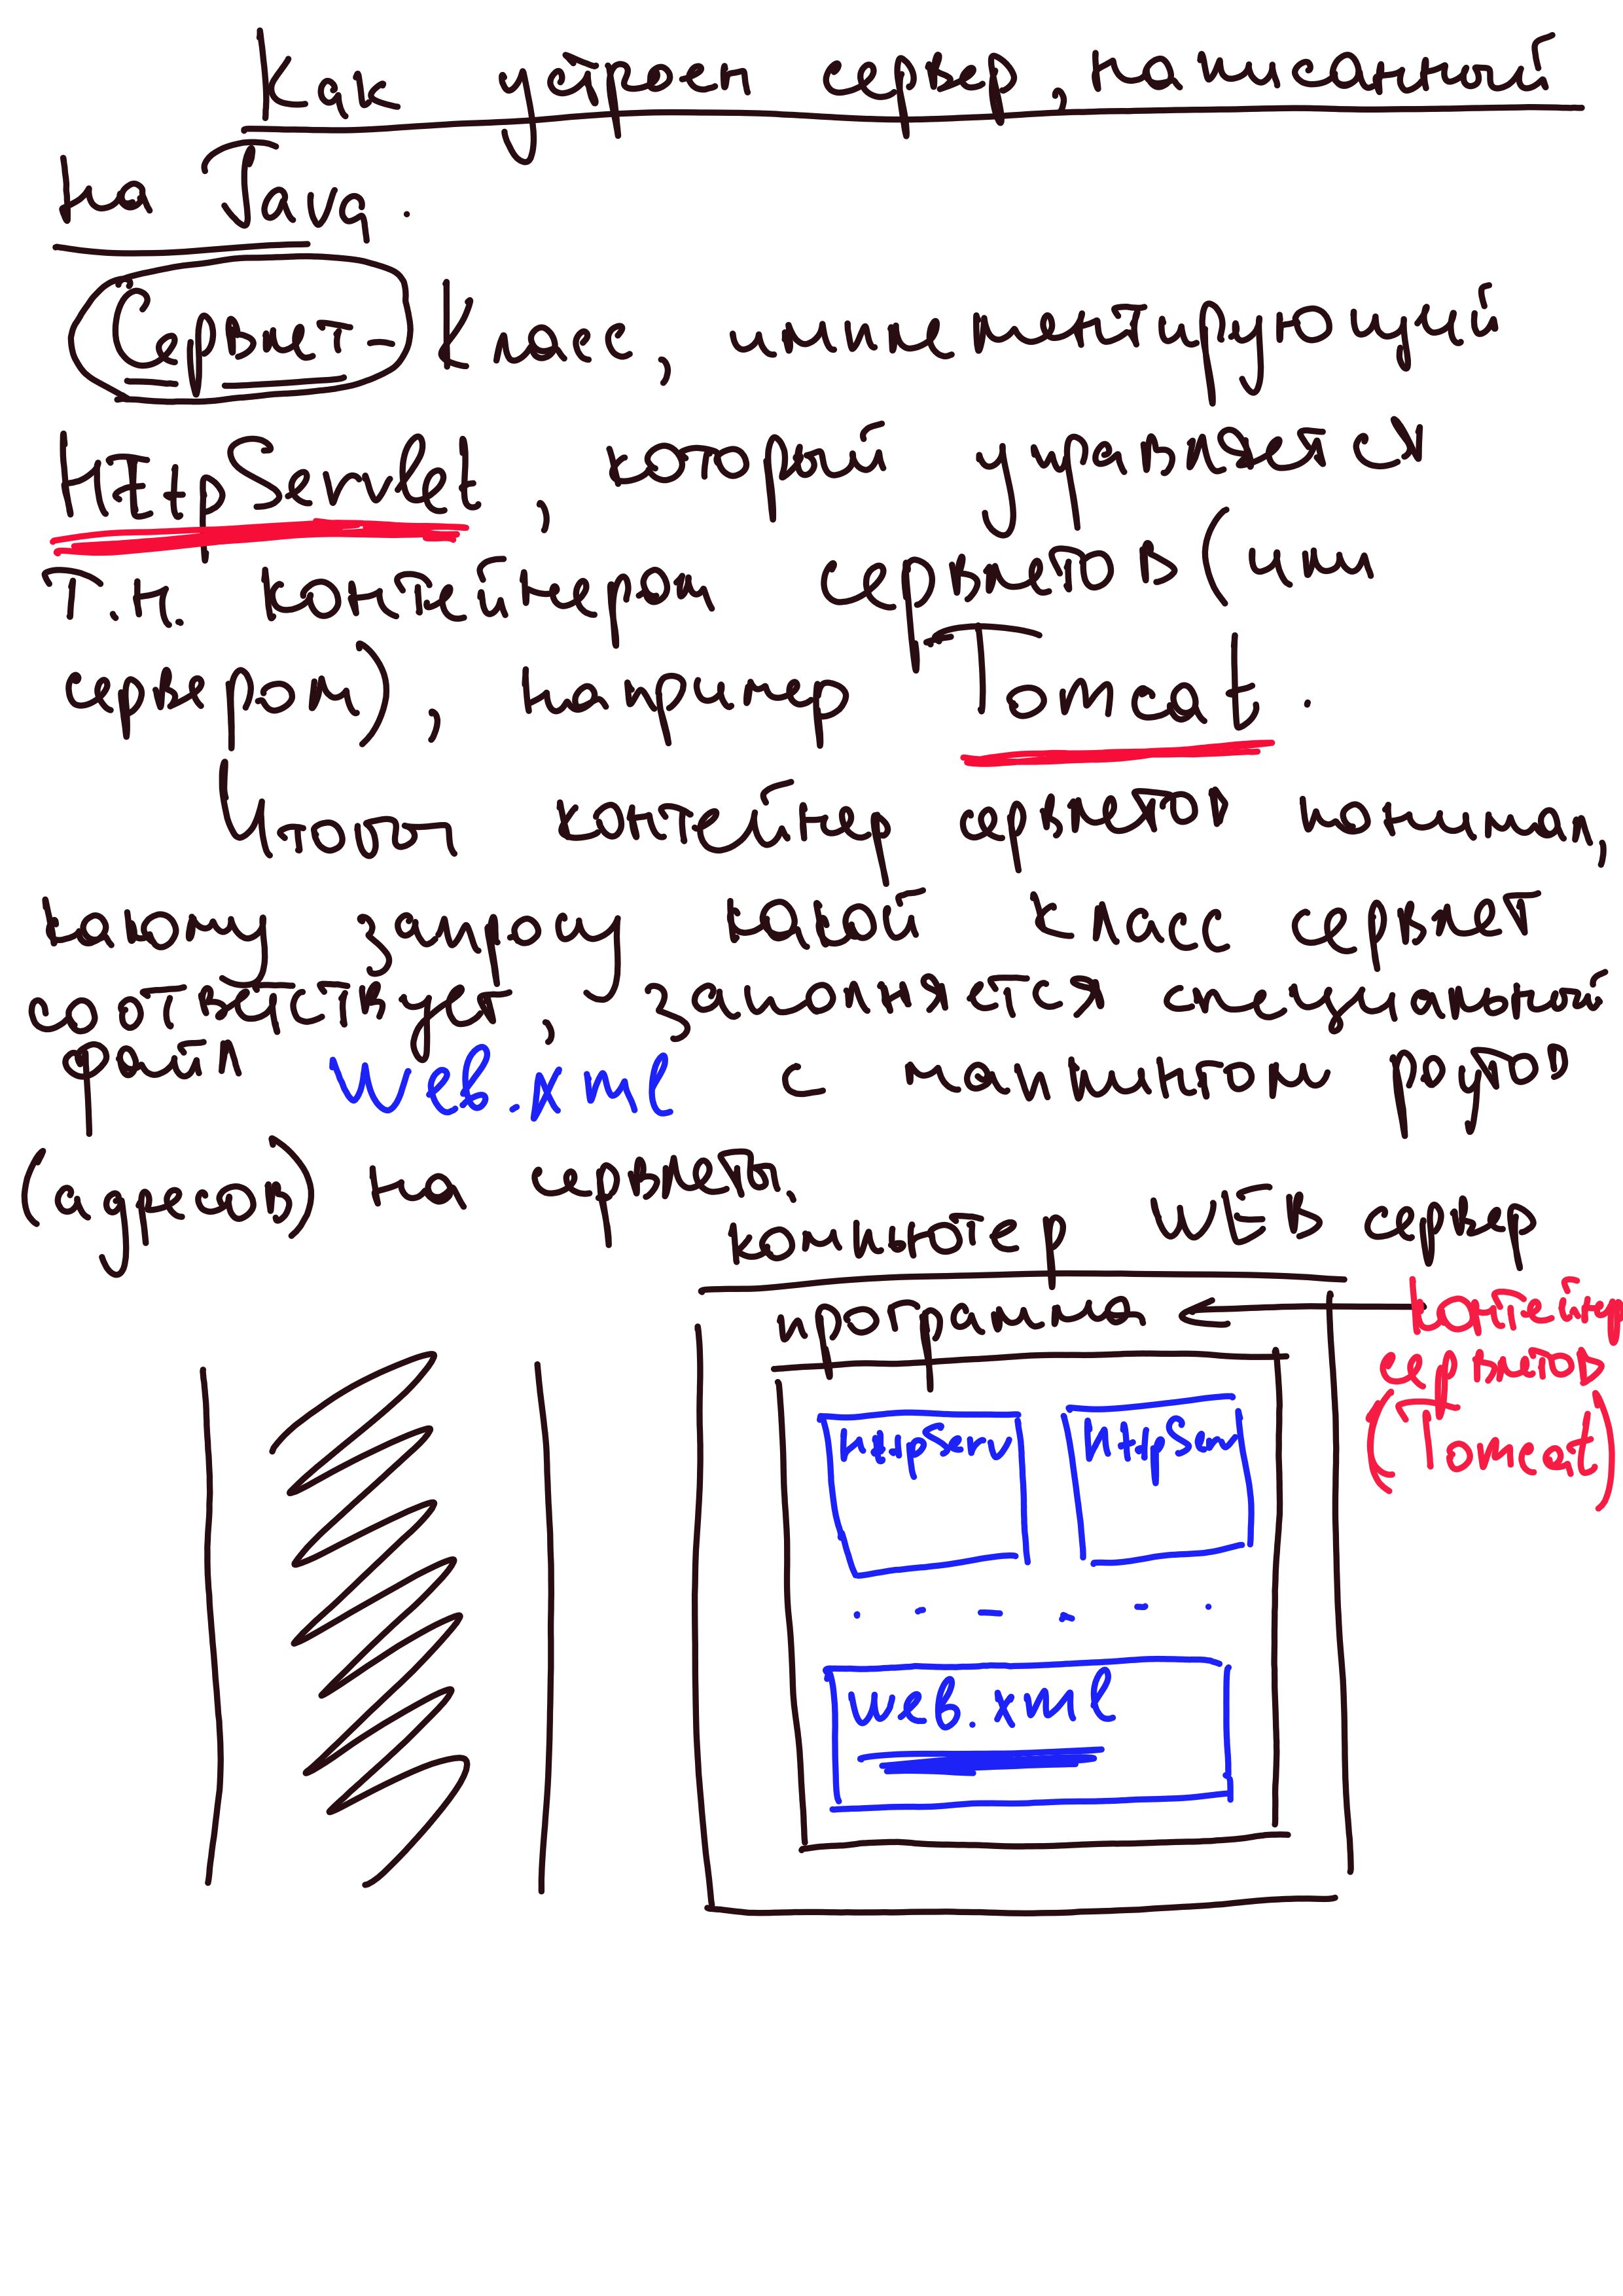 Как устроен сервер, написанный
на Java.
Сервлет - Класс, имплементирующий
HttpServlet, который управляется
т.н. контейнером сервлетов (или
сервером), например Tomcat.
Чтобы контейнер сервлетов понимал,
какому запросу какой класс сервлет
соответствует, заполняется специальный
файл web.xml с маппингом роутов
(адресов) на сервлеты.
компьютер WEB сервер
программа
контейнер
сервлетов
(Tomcat)
HttpServ HttpServ
web.xml